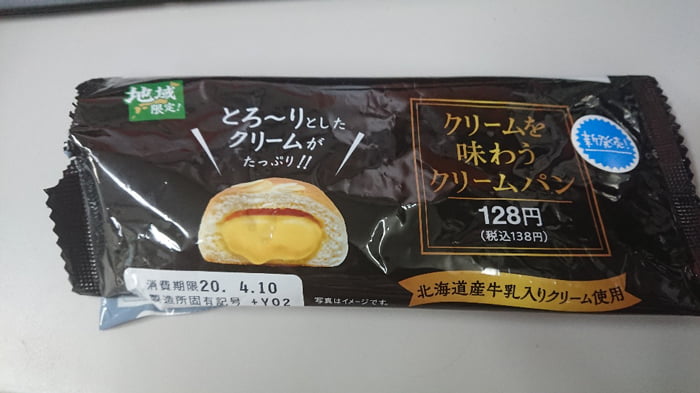 地域
限定!
とろ〜りとした
クリームが
たっぷり!!
クリームを
味わう
クリームパン
128円
(税込138円)
新発売!
消費期限20. 4.10
製造所固有記号 +Y02
写真はイメージです。
北海道産牛乳入りクリーム使用